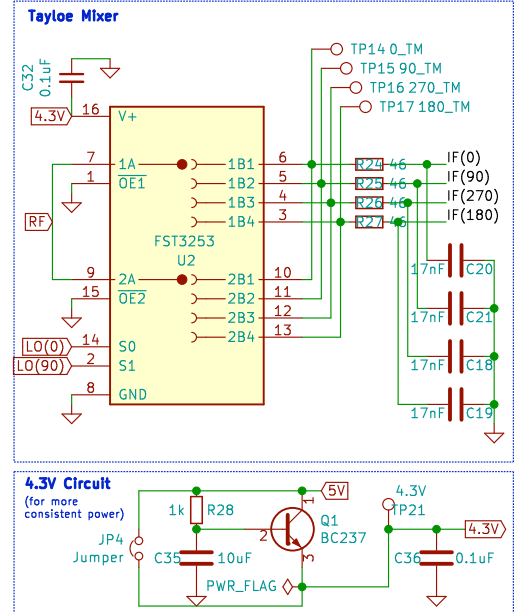 Tayloe Mixer
TP14 0_TM
TP15 90_TM
TP16 270_TM
TP17 180_TM
C32
0.1uF
4.3V
16
V+
7
1A
1B1
6
R24 46
IF(0)
1
OE1
1B2
5
R25 46
IF(90)
1B3
4
R26 46
IF(270)
1B4
3
R27 46
IF(180)
RF
FST3253
U2
9
2A
2B1
10
15
OE2
2B2
11
2B3
12
2B4
13
LO(0)
14
S0
LO(90)
2
S1
8
GND
17nF
C20
17nF
C21
17nF
C18
17nF
C19
4.3V Circuit
(for more
consistent power)
5V
1k
R28
1
2
3
Q1
BC237
4.3V
TP21
4.3V
JP4
Jumper
C35
10uF
C36
0.1uF
PWR_FLAG